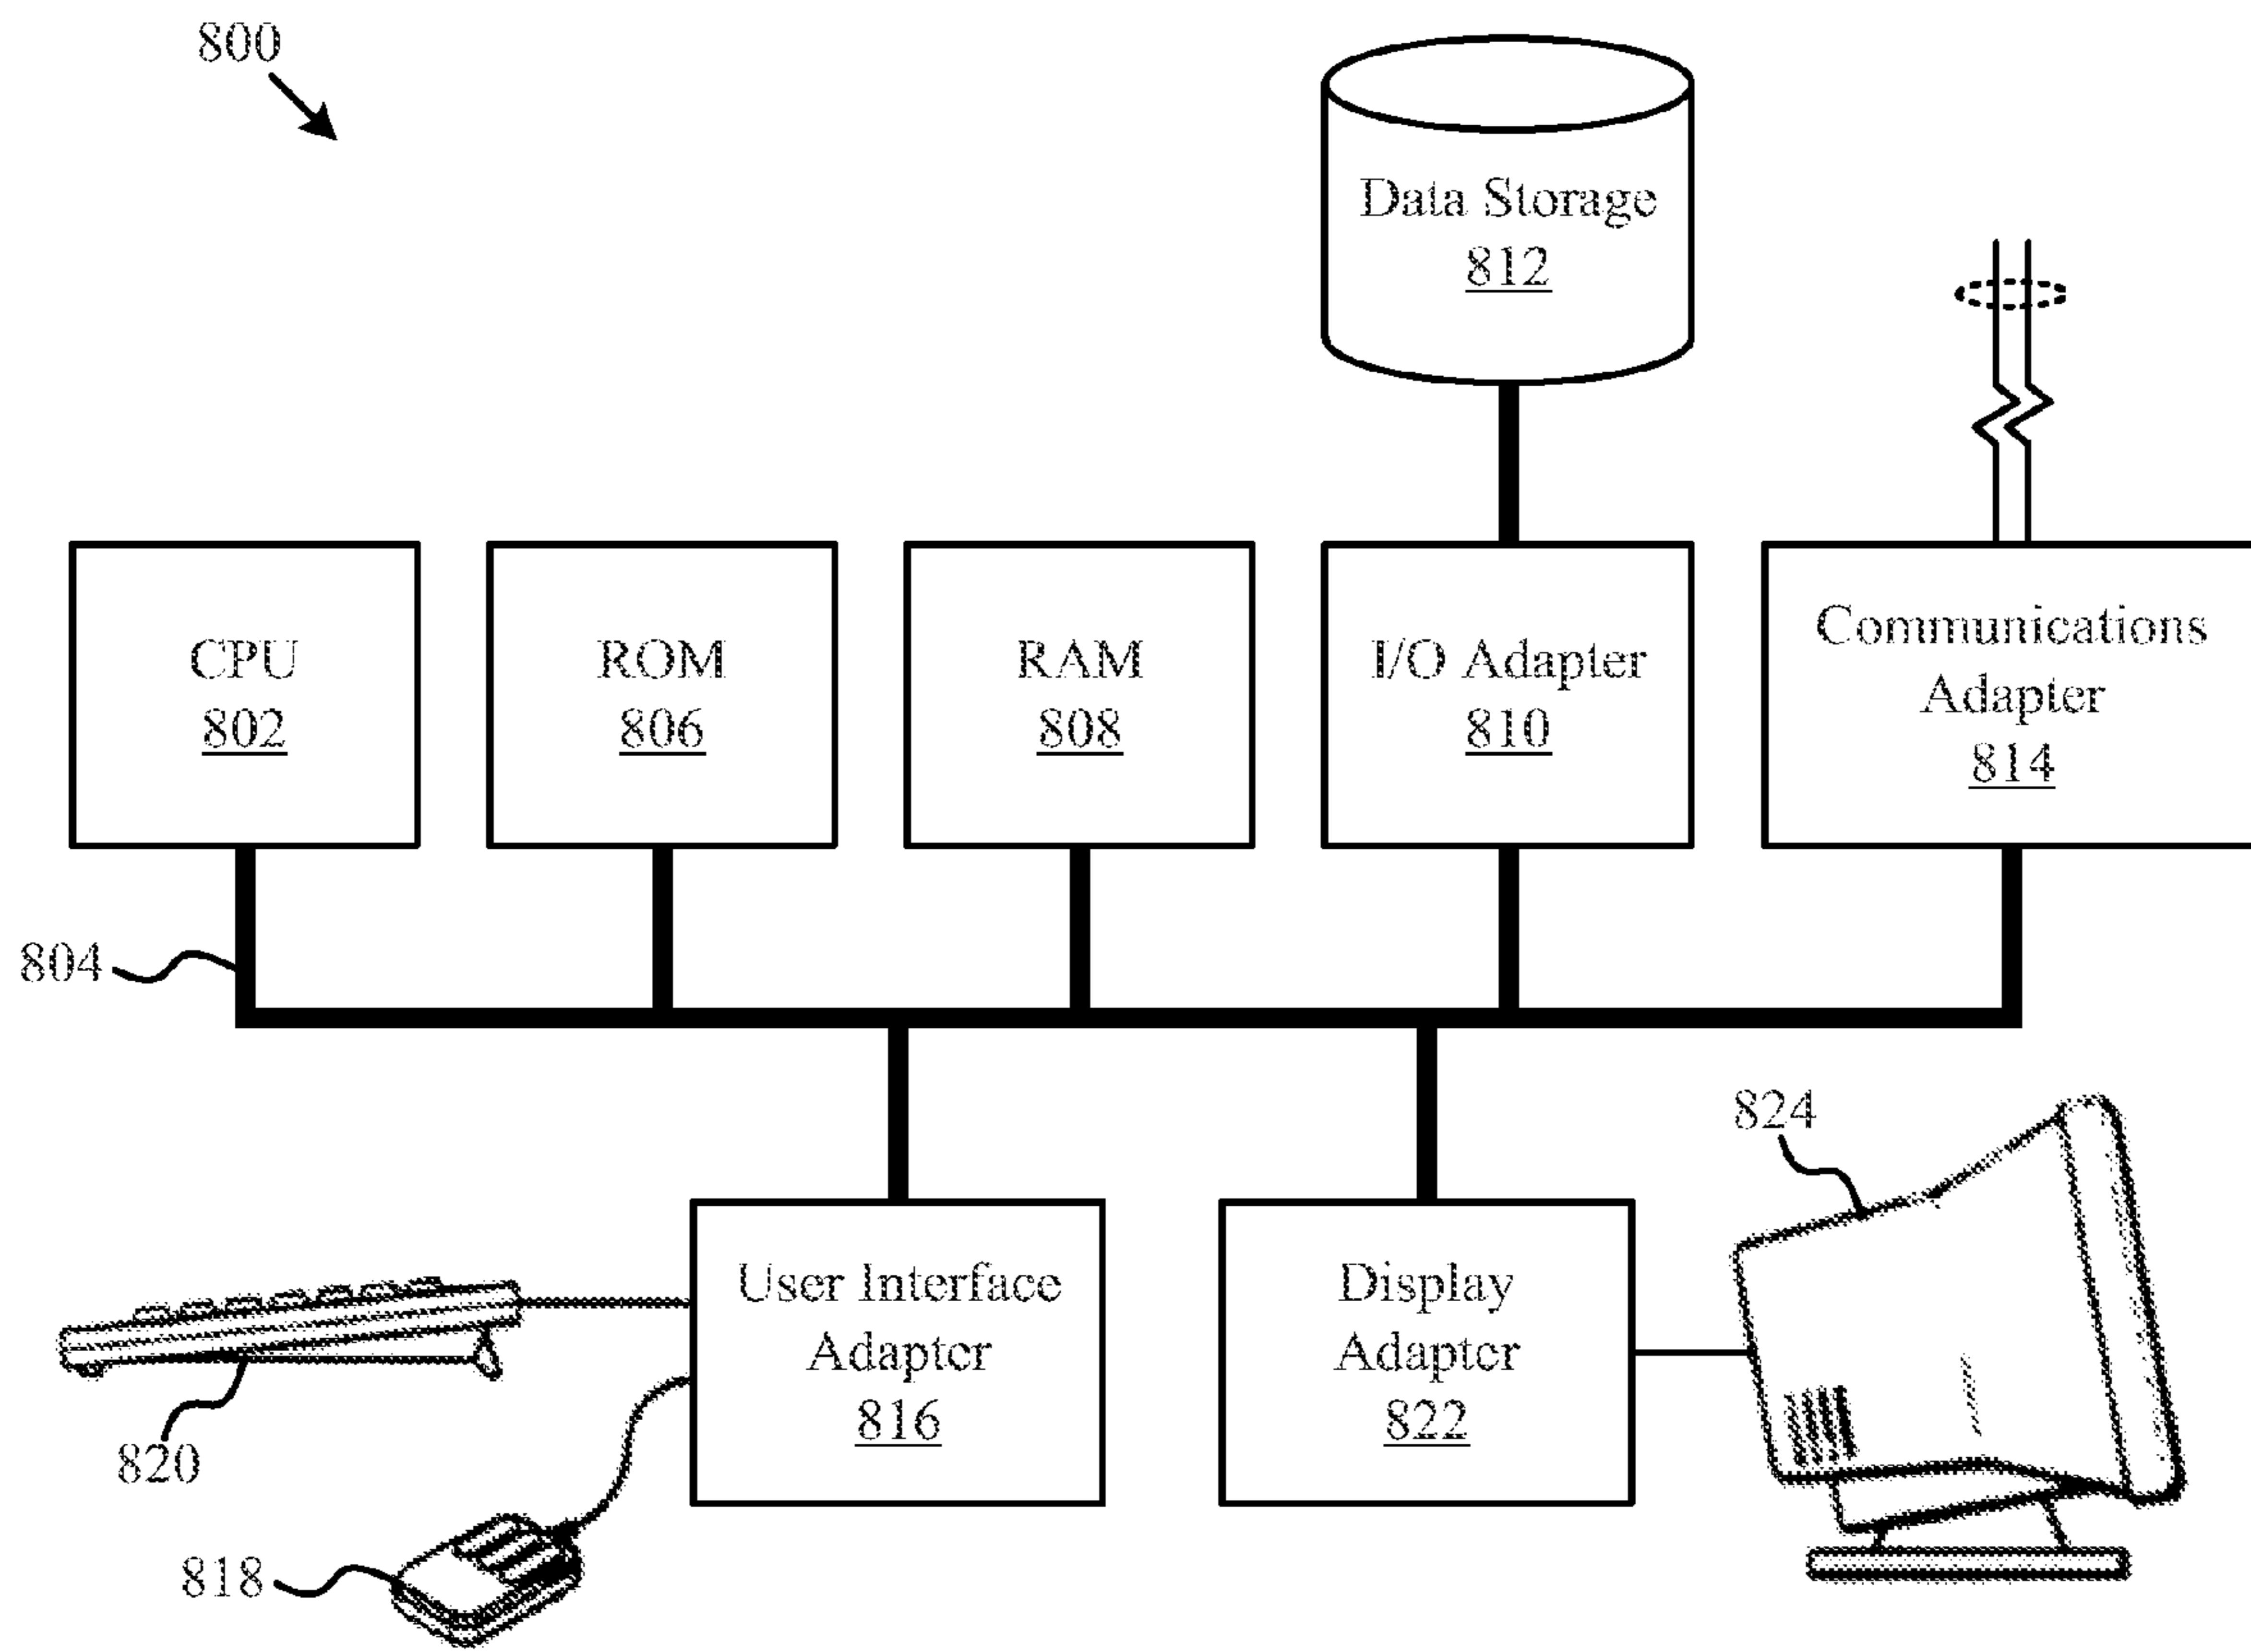 800
Data Storage
812
CPU
802
ROM
806
RAM
808
I/O Adapter
810
Communications
Adapter
814
804
824
User Interface
Adapter
816
Display
Adapter
822
820
818